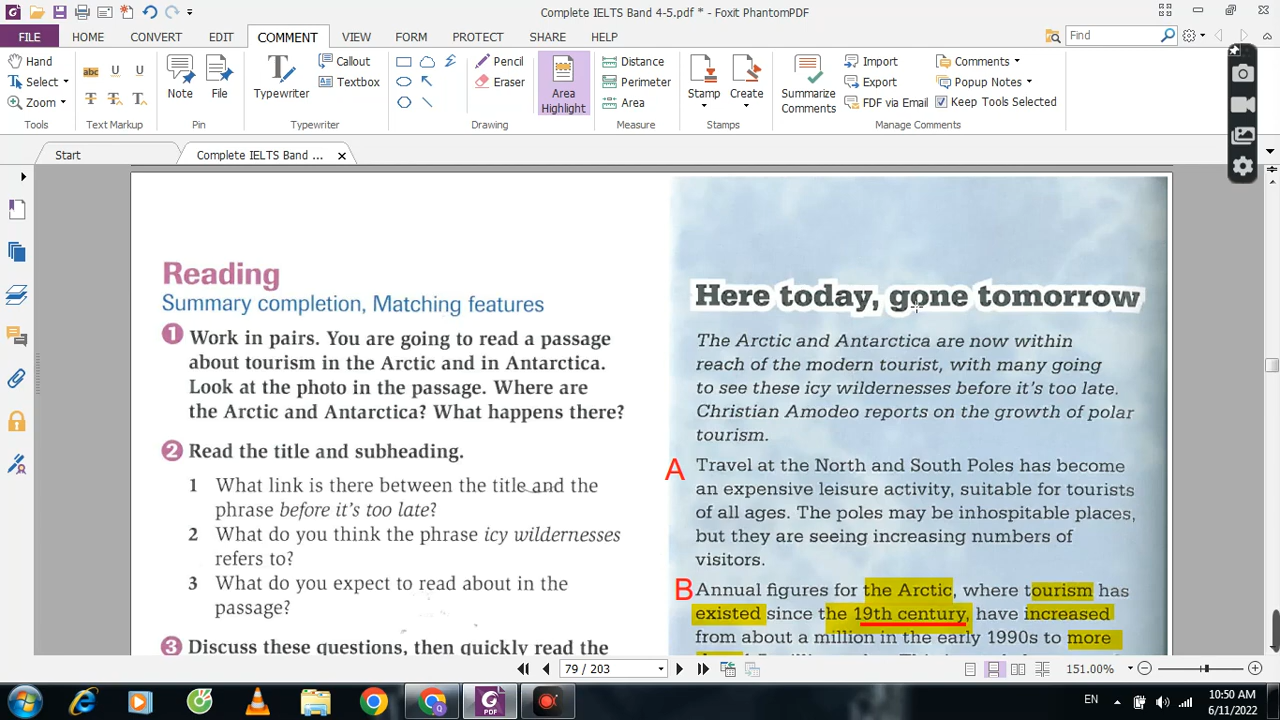 Complete IELTS Band 4-5.pdf * - Foxit PhantomPDF
FILE HOME CONVERT EDIT COMMENT VIEW FORM PROTECT SHARE HELP
Find
Hand
Select
Zoom
Tools
abc U U
T T T
Text Markup
Note
File
Pin
Typewriter
Callout
Textbox
Typewriter
Pencil
Eraser
Drawing
Area
Highlight
Distance
Perimeter
Area
Measure
Stamp
Create
Stamps
Summarize
Comments
Import
Export
FDF via Email
Comments
Popup Notes
Keep Tools Selected
Manage Comments
Start
Complete IELTS Band ...
Reading
Summary completion, Matching features
1 Work in pairs. You are going to read a passage
about tourism in the Arctic and in Antarctica.
Look at the photo in the passage. Where are
the Arctic and Antarctica? What happens there?
2 Read the title and subheading.
1 What link is there between the title and the
phrase before it's too late?
2 What do you think the phrase icy wildernesses
refers to?
3 What do you expect to read about in the
passage?
3 Discuss these questions, then quickly read the
Here today, gone tomorrow
The Arctic and Antarctica are now within
reach of the modern tourist, with many going
to see these icy wildernesses before it's too late.
Christian Amodeo reports on the growth of polar
tourism.
A Travel at the North and South Poles has become
an expensive leisure activity, suitable for tourists
of all ages. The poles may be inhospitable places,
but they are seeing increasing numbers of
visitors.
B Annual figures for the Arctic, where tourism has
existed since the 19th century, have increased
from about a million in the early 1990s to more
79 / 203
151.00%
PDF
EN
10:50 AM
6/11/2022